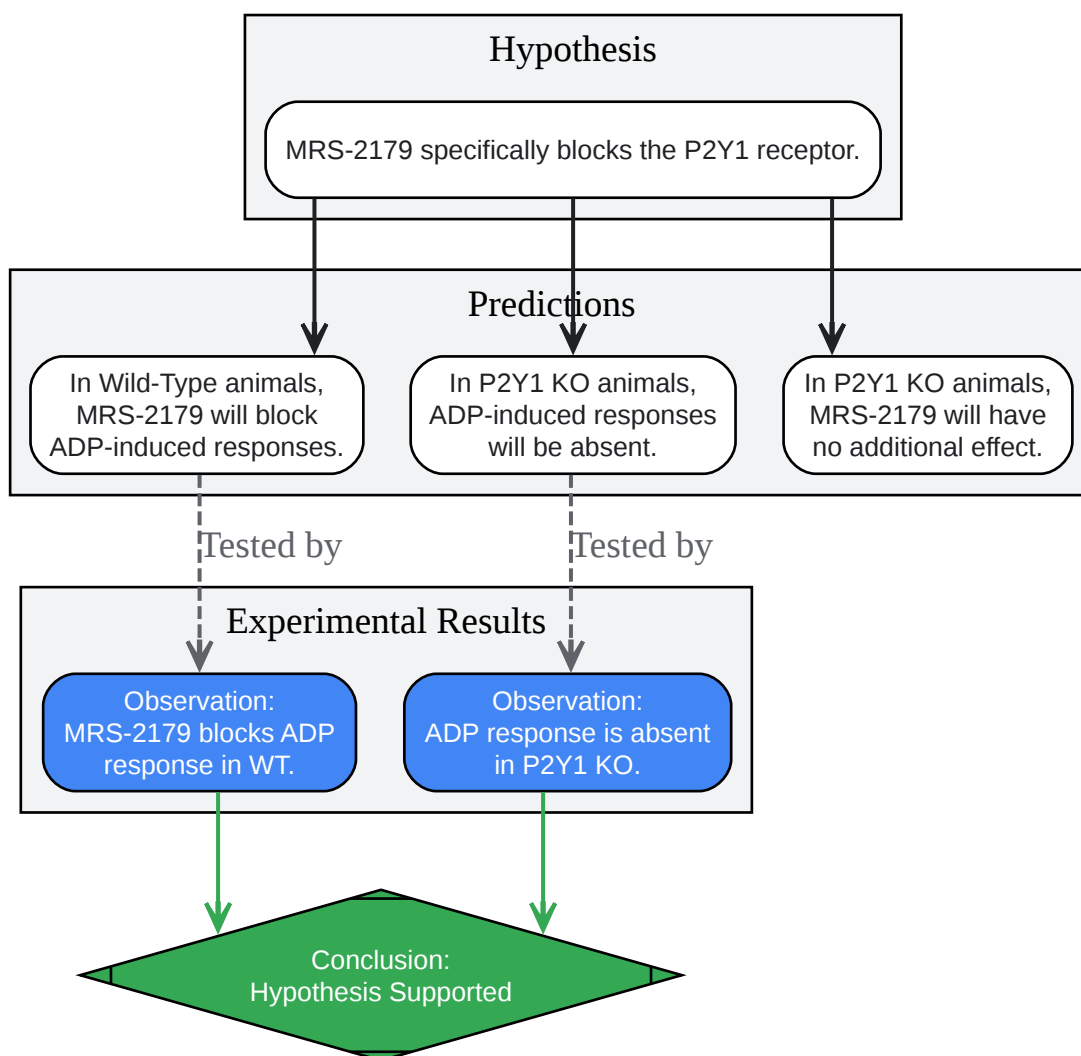 Hypothesis
MRS-2179 specifically blocks the P2Y1 receptor.
Predictions
In Wild-Type animals,
MRS-2179 will block
ADP-induced responses.
In P2Y1 KO animals,
ADP-induced responses
will be absent.
In P2Y1 KO animals,
MRS-2179 will have
no additional effect.
Tested by
Tested by
Experimental Results
Observation:
MRS-2179 blocks ADP
response in WT.
Observation:
ADP response is absent
in P2Y1 KO.
Conclusion:
Hypothesis Supported